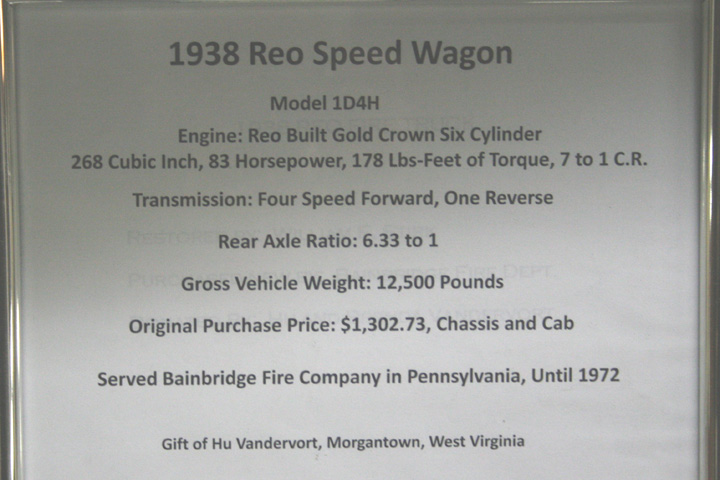 1938 Reo Speed Wagon
Model 1D4H
Engine: Reo Built Gold Crown Six Cylinder
268 Cubic Inch, 83 Horsepower, 178 Lbs-Feet of Torque, 7 to 1 C.R.
Transmission: Four Speed Forward, One Reverse
Rear Axle Ratio: 6.33 to 1
Gross Vehicle Weight: 12,500 Pounds
Original Purchase Price: $1,302.73, Chassis and Cab
Served Bainbridge Fire Company in Pennsylvania, Until 1972
Gift of Hu Vandervort, Morgantown, West Virginia